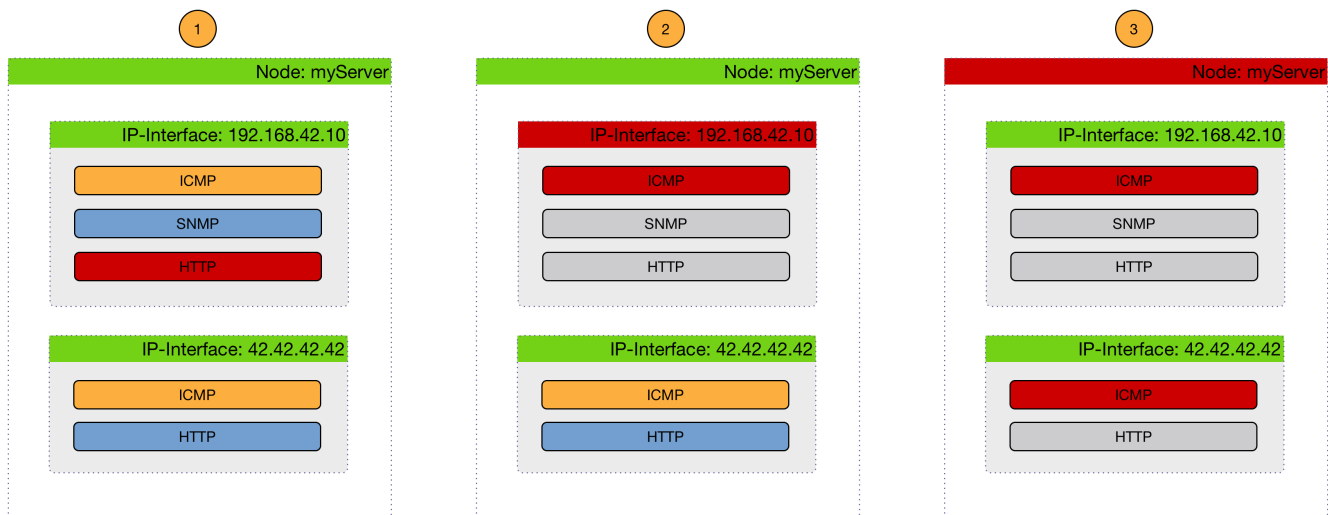 1
Node: myServer
IP-Interface: 192.168.42.10
ICMP
SNMP
HTTP
IP-Interface: 42.42.42.42
ICMP
HTTP
2
Node: myServer
IP-Interface: 192.168.42.10
ICMP
SNMP
HTTP
IP-Interface: 42.42.42.42
ICMP
HTTP
3
Node: myServer
IP-Interface: 192.168.42.10
ICMP
SNMP
HTTP
IP-Interface: 42.42.42.42
ICMP
HTTP